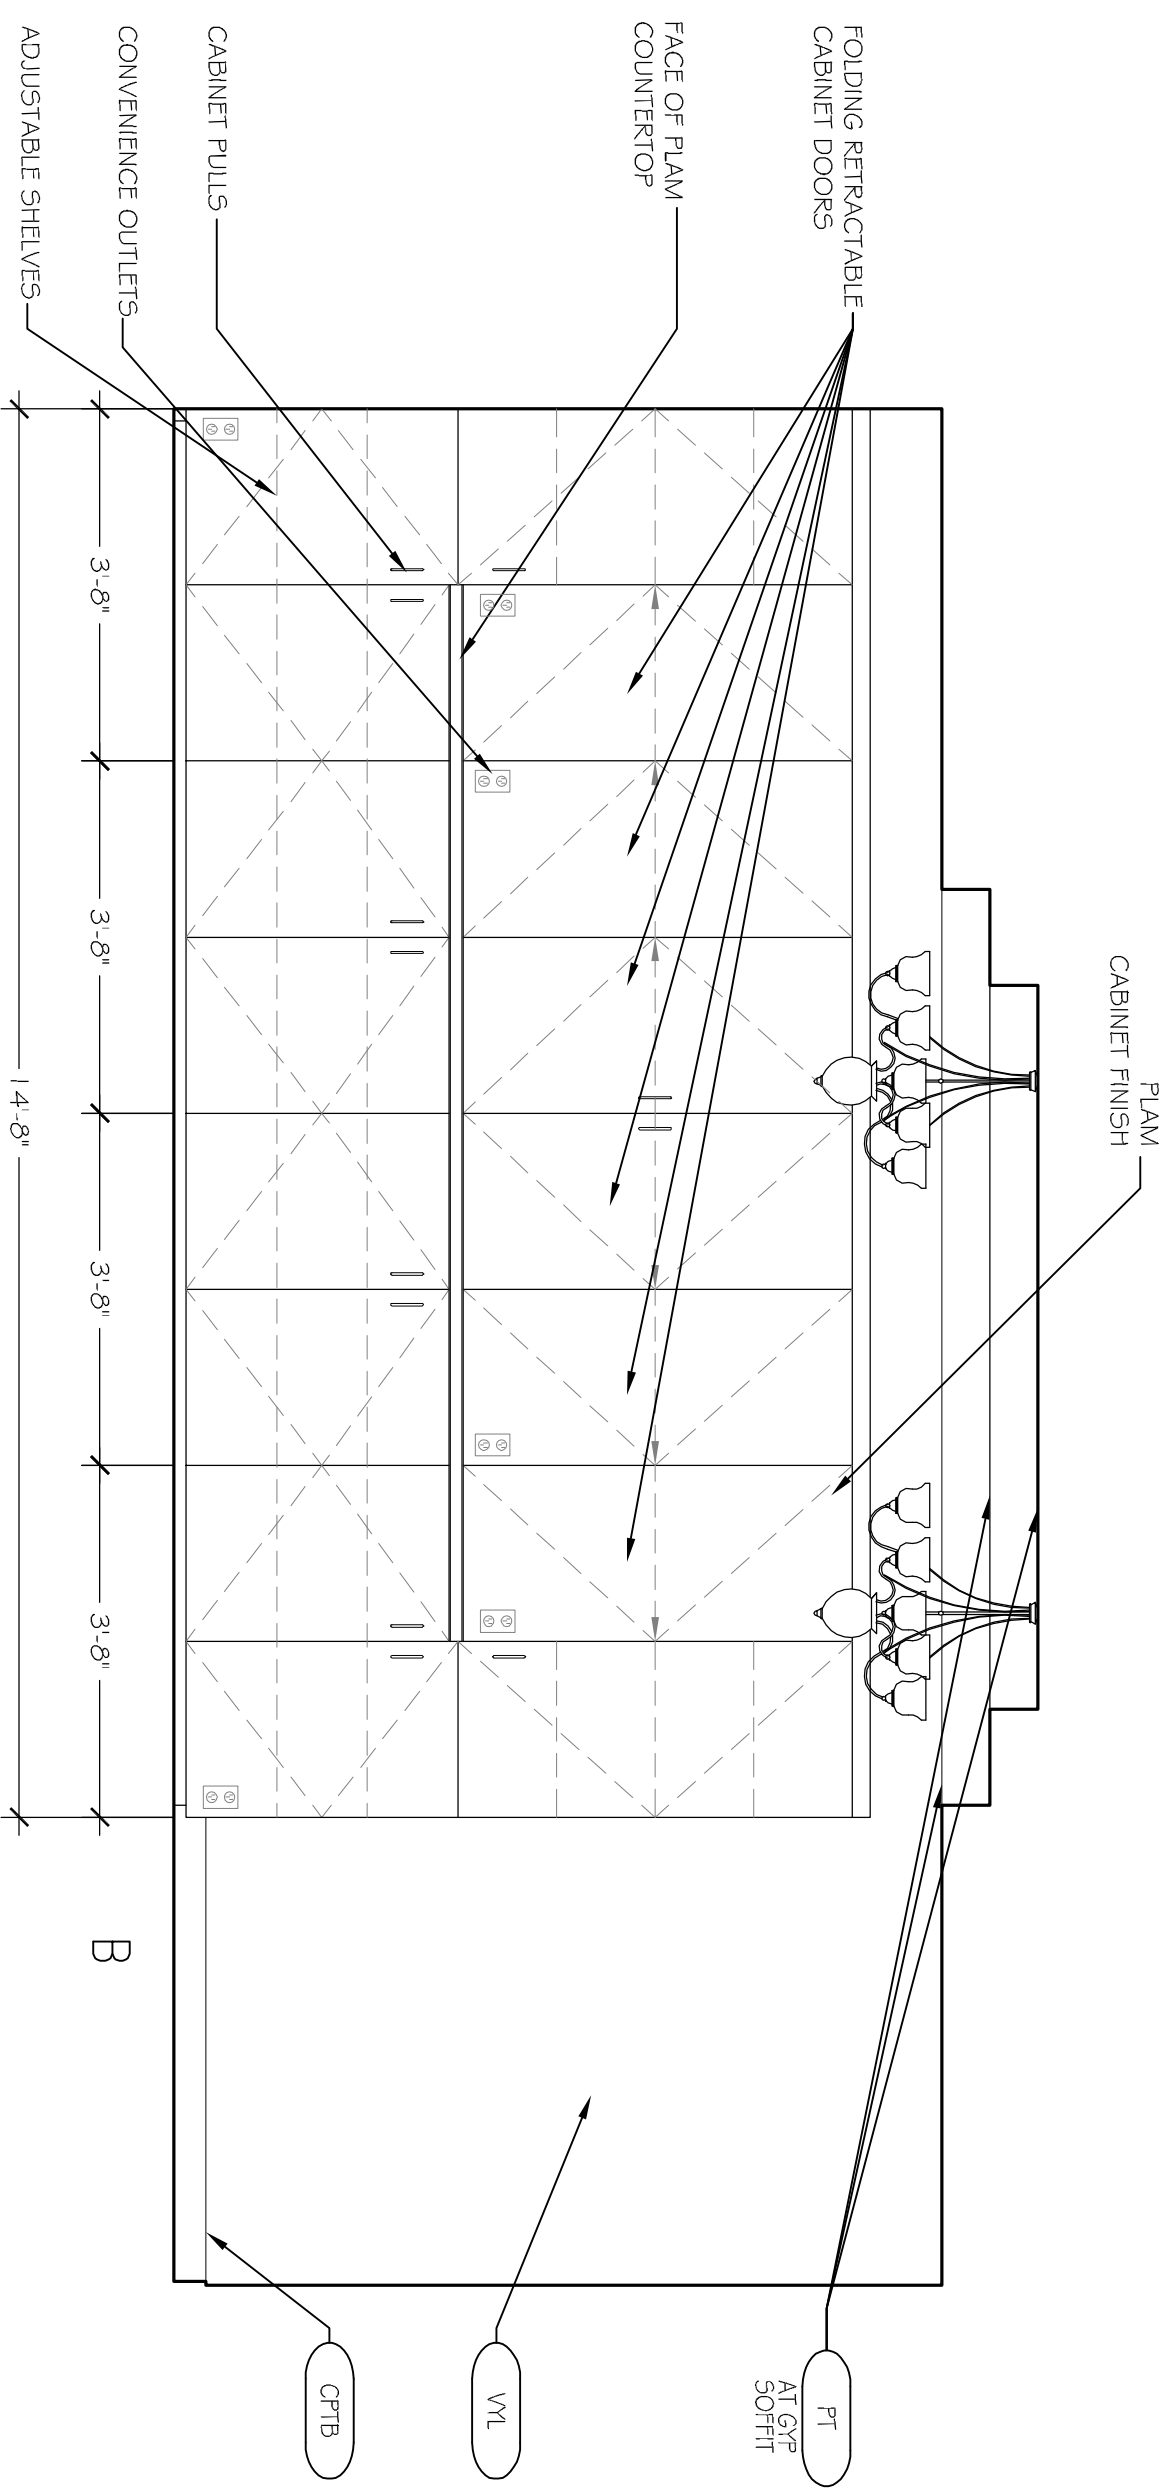 PLAM
CABINET FINISH
FOLDING RETRACTABLE
CABINET DOORS
FACE OF PLAM
COUNTERTOP
CABINET PULLS
CONVENIENCE OUTLETS
ADJUSTABLE SHELVES
PT
AT GYP
SOFFIT
VYL
CPTB
3'-8"
3'-8"
3'-8"
3'-8"
14'-8"
B